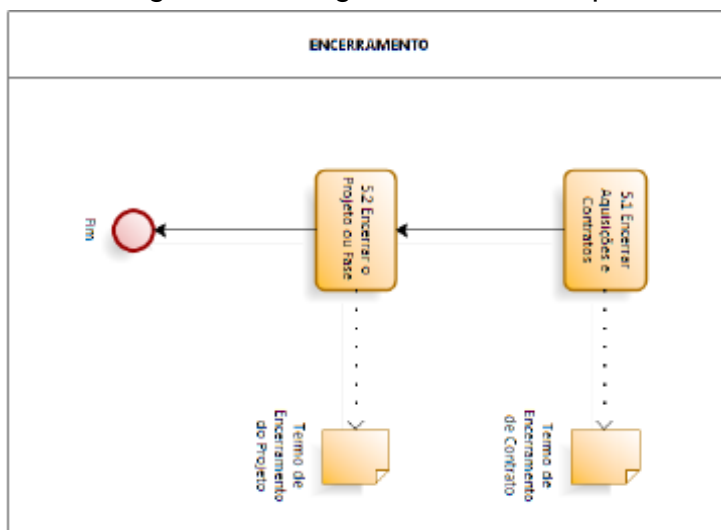 ENCERRAMENTO
5.1 Encerrar
Aquisições e
Contratos
Termo de
Encerramento
de Contrato
5.2 Encerrar o
Projeto ou Fase
Termo de
Encerramento
do Projeto
Fim